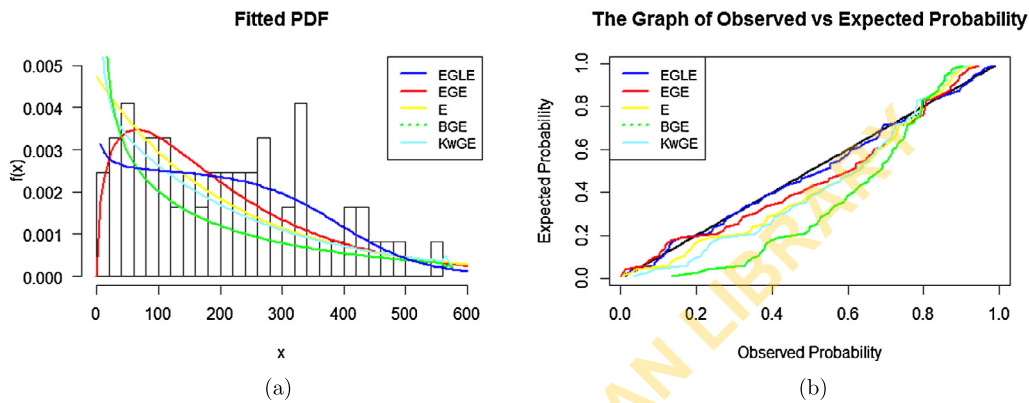 Fitted PDF
0.005
0.004
0.003
0.002
0.001
0.000
f(x)
EGLE
EGE
E
BGE
KwGE
0 100 200 300 400 500 600
x
(a)
The Graph of Observed vs Expected Probability
1.0
0.8
0.6
0.4
0.2
0.0
Expected Probability
EGLE
EGE
E
BGE
KwGE
0.0 0.2 0.4 0.6 0.8 1.0
Observed Probability
(b)
AN LIBRARY